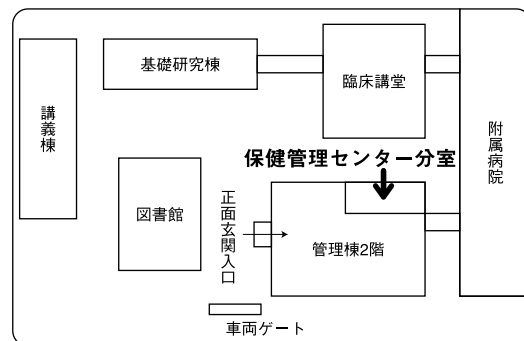 基礎研究棟
臨床講堂
講義棟
附属病院
保健管理センター分室
図書館
正面玄関入口
管理棟2階
車両ゲート